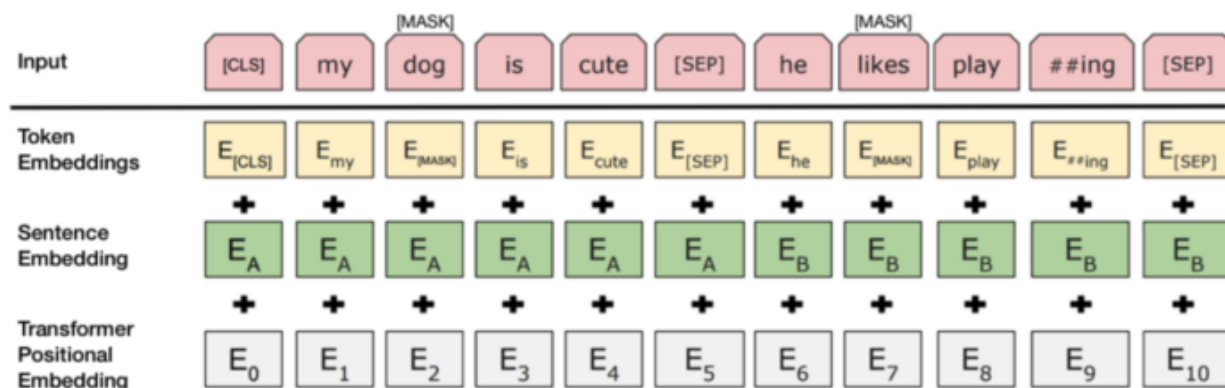 [MASK] [MASK]
Input [CLS] my dog is cute [SEP] he likes play ##ing [SEP]
Token
Embeddings
E[CLS] Emy E[MASK] Eis Ecute E[SEP] Ehe E[MASK] Eplay E##ing E[SEP]
+ + + + + + + + + + +
Sentence
Embedding
EA EA EA EA EA EA EB EB EB EB EB
+ + + + + + + + + + +
Transformer
Positional
Embedding
E0 E1 E2 E3 E4 E5 E6 E7 E8 E9 E10